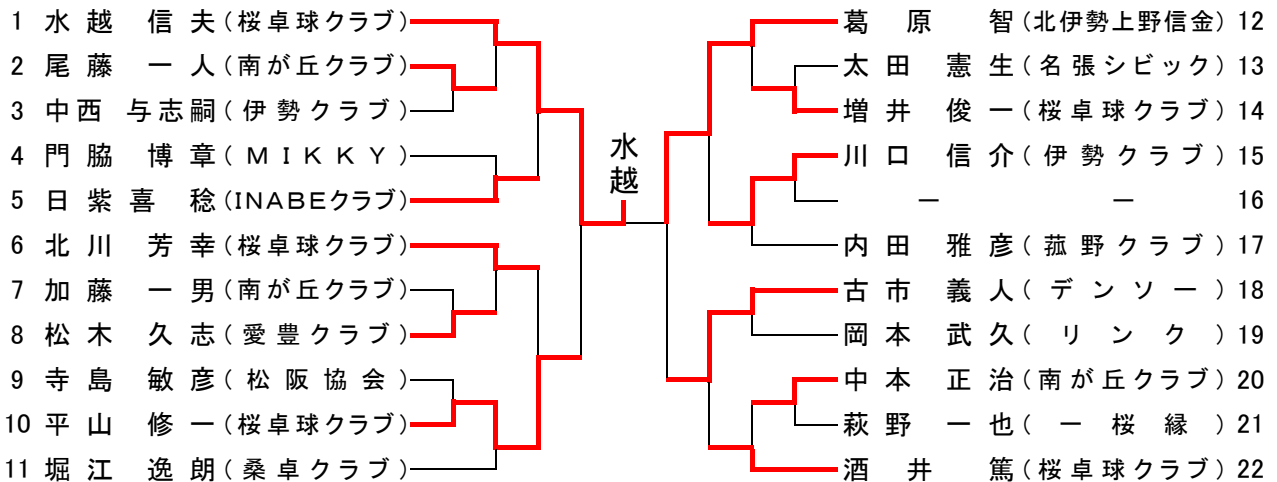 1 水越 信夫(桜卓球クラブ)
2 尾藤 一人(南が丘クラブ)
3 中西 与志嗣(伊勢クラブ)
4 門脇 博章(MIKKY)
5 日紫喜 稔(INABEクラブ)
6 北川 芳幸(桜卓球クラブ)
7 加藤 一男(南が丘クラブ)
8 松木 久志(愛豊クラブ)
9 寺島 敏彦(松阪協会)
10 平山 修一(桜卓球クラブ)
11 堀江 逸朗(桑卓クラブ)
水越
葛原 智(北伊勢上野信金) 12
太田 憲生(名張シビック) 13
増井 俊一(桜卓球クラブ) 14
川口 信介(伊勢クラブ) 15
ー ー 16
内田 雅彦(菰野クラブ) 17
古市 義人(デンソー) 18
岡本 武久(リンク) 19
中本 正治(南が丘クラブ) 20
萩野 一也(一桜縁) 21
酒井 篤(桜卓球クラブ) 22